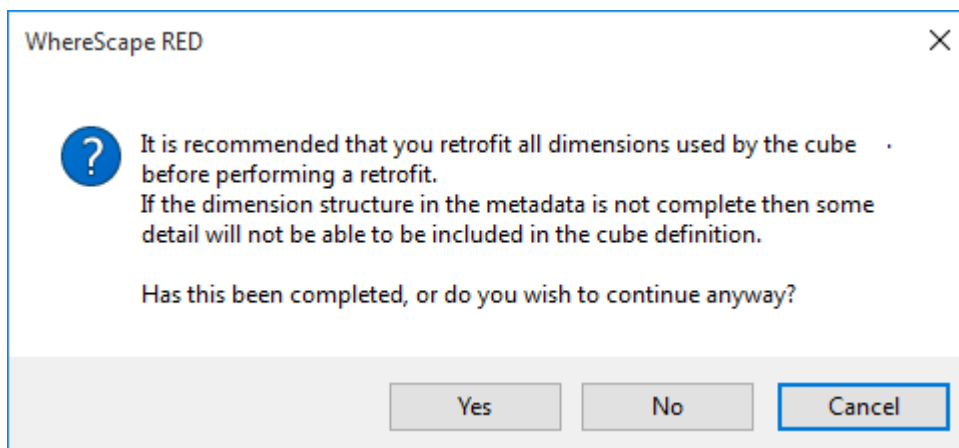 WhereScape RED
It is recommended that you retrofit all dimensions used by the cube
before performing a retrofit.
If the dimension structure in the metadata is not complete then some
detail will not be able to be included in the cube definition.
Has this been completed, or do you wish to continue anyway?
Yes No Cancel